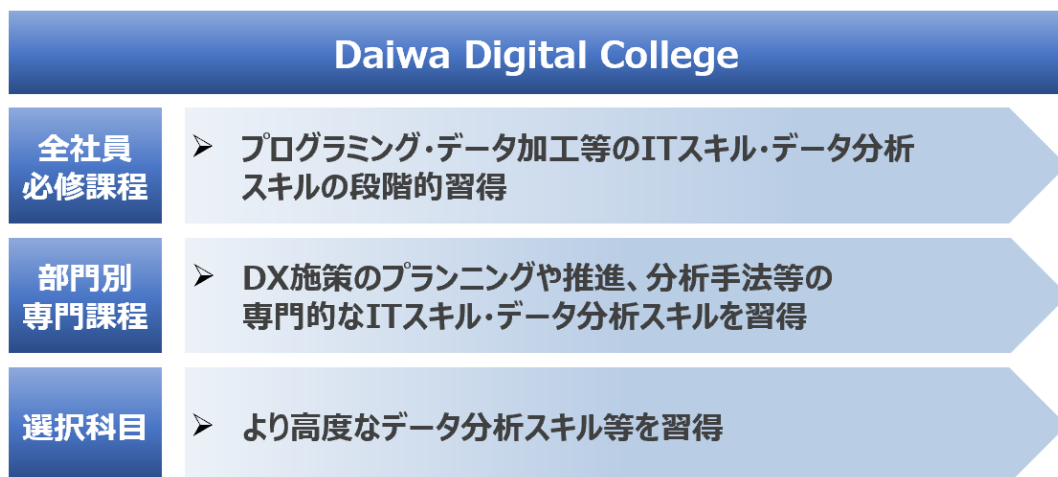 Daiwa Digital College
全社員
必修課程
➢ プログラミング・データ加工等のITスキル・データ分析
スキルの段階的習得
部門別
専門課程
➢ DX施策のプランニングや推進、分析手法等の
専門的なITスキル・データ分析スキルを習得
選択科目
➢ より高度なデータ分析スキル等を習得